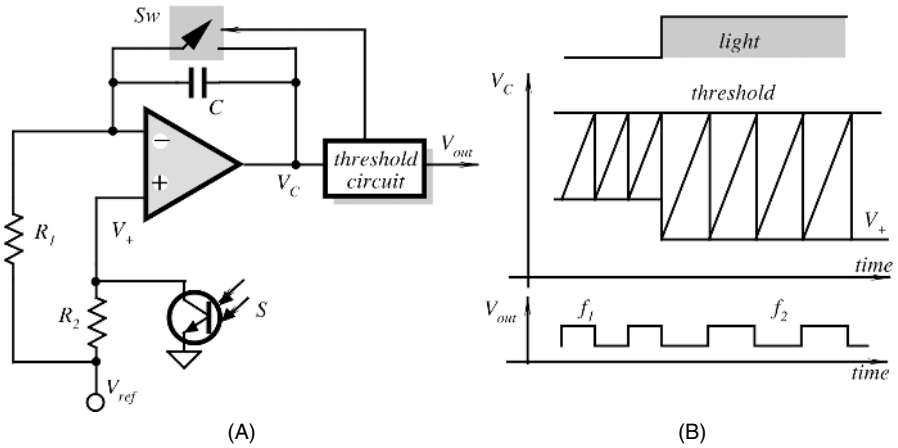 Sw
C
−
+
R1
V+
VC
threshold
circuit
Vout
R2
S
Vref
(A)
light
VC
threshold
V+
time
Vout
f1
f2
time
(B)